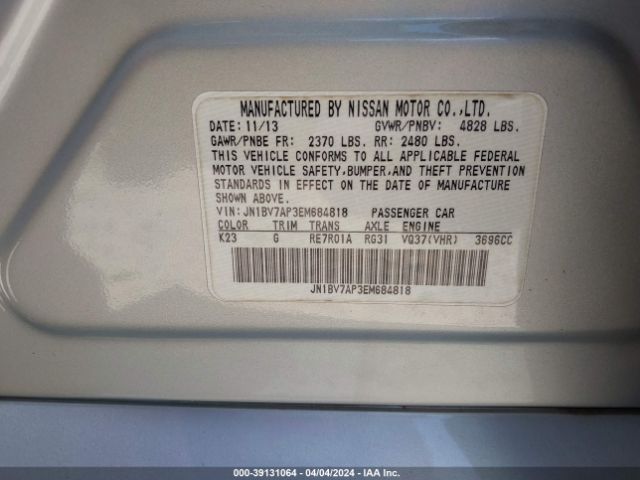 MANUFACTURED BY NISSAN MOTOR CO.,LTD.
DATE: 11/13 GVWR/PNBV: 4828 LBS.
GAWR/PNBE FR: 2370 LBS. RR: 2480 LBS.
THIS VEHICLE CONFORMS TO ALL APPLICABLE FEDERAL
MOTOR VEHICLE SAFETY,BUMPER,AND THEFT PREVENTION
STANDARDS IN EFFECT ON THE DATE OF MANUFACTURE
SHOWN ABOVE.
VIN: JN1BV7AP3EM684818 PASSENGER CAR
COLOR TRIM TRANS AXLE ENGINE
K23 G RE7R01A RG31 VQ37(VHR) 3696CC
JN1BV7AP3EM684818
000-39131064 - 04/04/2024 - IAA Inc.